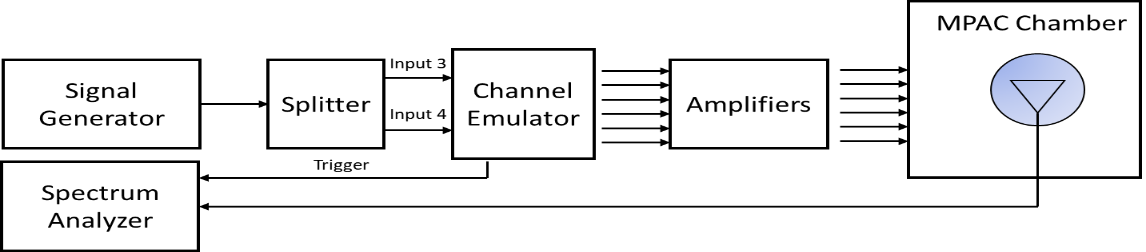 MPAC Chamber
Signal
Generator
Splitter
Input 3
Input 4
Channel
Emulator
Amplifiers
Trigger
Spectrum
Analyzer